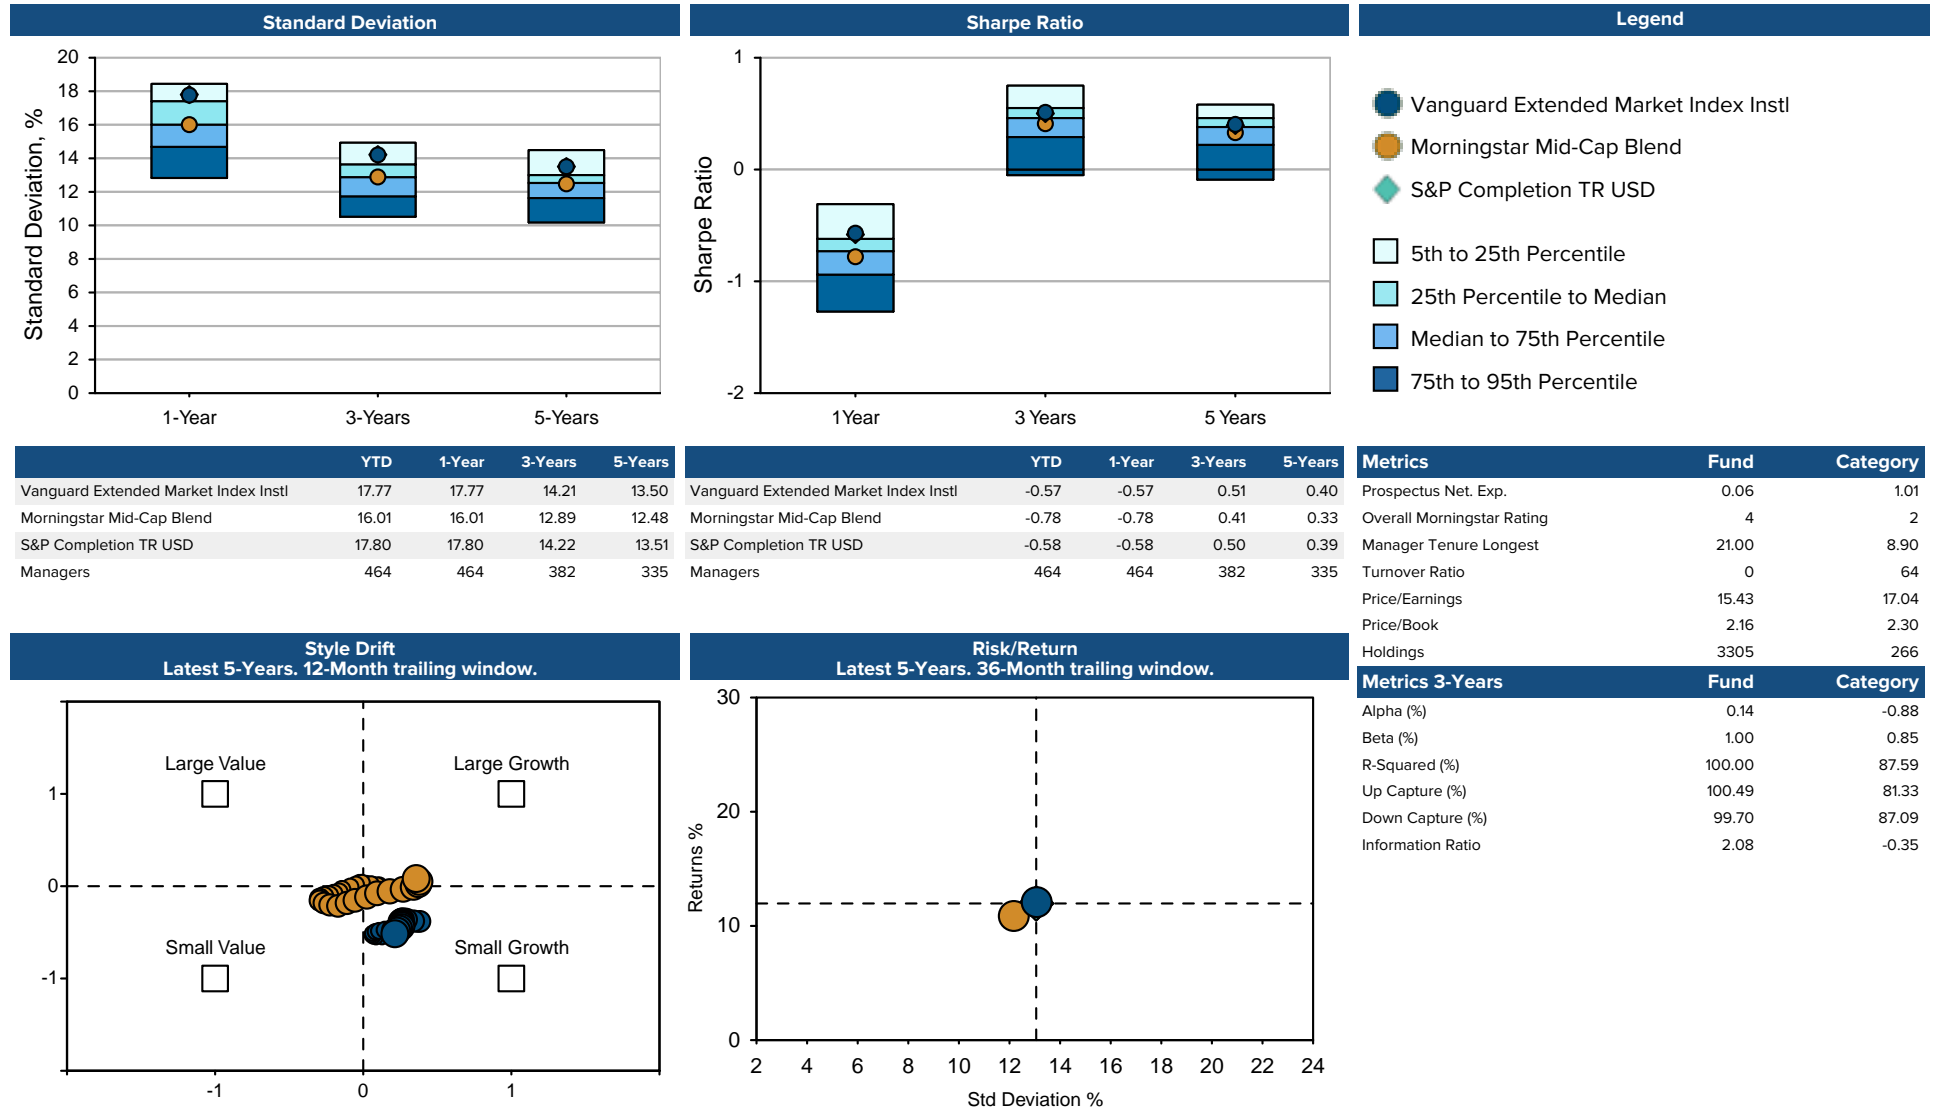 Standard Deviation
20
18
16
14
12
10
8
6
4
2
0
Standard Deviation, %
1-Year 3-Years 5-Years
Sharpe Ratio
1
0
-1
-2
Sharpe Ratio
1Year 3 Years 5 Years
Legend
Vanguard Extended Market Index Instl
Morningstar Mid-Cap Blend
S&P Completion TR USD
5th to 25th Percentile
25th Percentile to Median
Median to 75th Percentile
75th to 95th Percentile
YTD 1-Year 3-Years 5-Years
Vanguard Extended Market Index Instl 17.77 17.77 14.21 13.50
Morningstar Mid-Cap Blend 16.01 16.01 12.89 12.48
S&P Completion TR USD 17.80 17.80 14.22 13.51
Managers 464 464 382 335
YTD 1-Year 3-Years 5-Years
Vanguard Extended Market Index Instl -0.57 -0.57 0.51 0.40
Morningstar Mid-Cap Blend -0.78 -0.78 0.41 0.33
S&P Completion TR USD -0.58 -0.58 0.50 0.39
Managers 464 464 382 335
Metrics Fund Category
Prospectus Net. Exp. 0.06 1.01
Overall Morningstar Rating 4 2
Manager Tenure Longest 21.00 8.90
Turnover Ratio 0 64
Price/Earnings 15.43 17.04
Price/Book 2.16 2.30
Holdings 3305 266
Metrics 3-Years Fund Category
Alpha (%) 0.14 -0.88
Beta (%) 1.00 0.85
R-Squared (%) 100.00 87.59
Up Capture (%) 100.49 81.33
Down Capture (%) 99.70 87.09
Information Ratio 2.08 -0.35
Style Drift
Latest 5-Years. 12-Month trailing window.
Large Value Large Growth
1
0
Small Value Small Growth
-1
-1 0 1
Risk/Return
Latest 5-Years. 36-Month trailing window.
30
20
10
0
Returns %
2 4 6 8 10 12 14 16 18 20 22 24
Std Deviation %